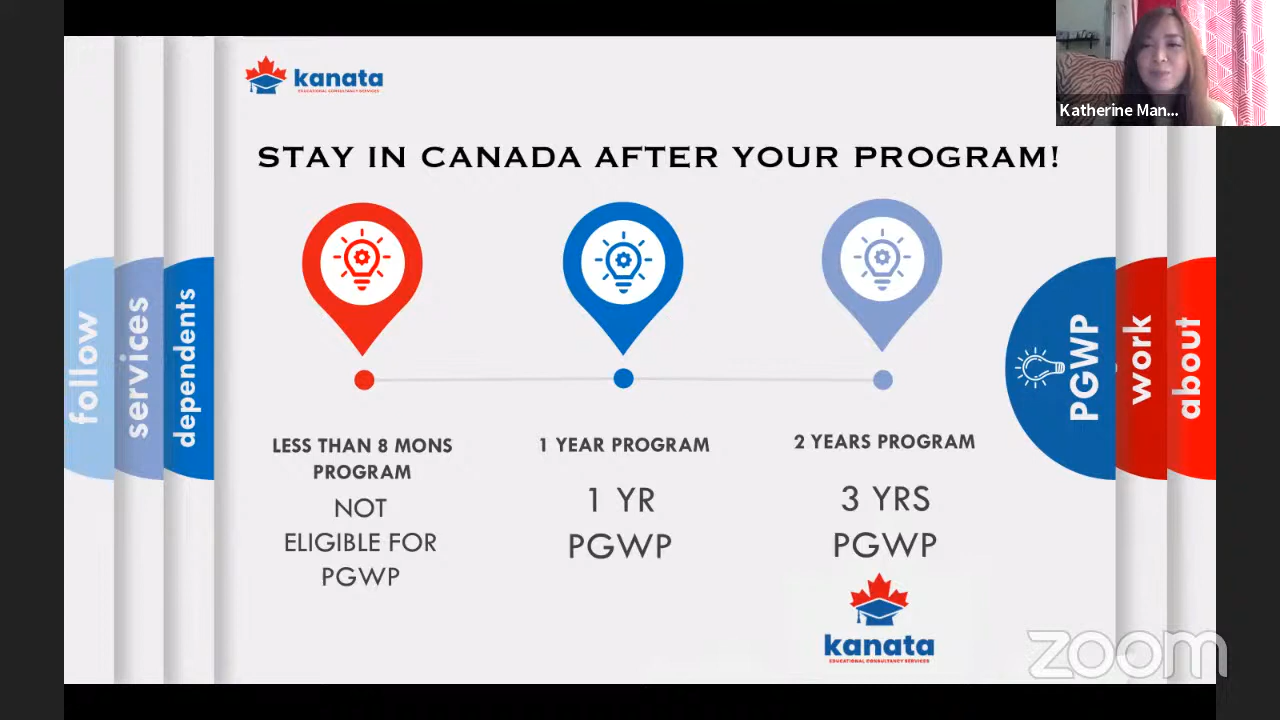 kanata
EDUCATIONAL CONSULTANCY SERVICES
Katherine Man...
STAY IN CANADA AFTER YOUR PROGRAM!
follow
services
dependents
LESS THAN 8 MONS
PROGRAM
NOT
ELIGIBLE FOR
PGWP
1 YEAR PROGRAM
1 YR
PGWP
2 YEARS PROGRAM
3 YRS
PGWP
kanata
EDUCATIONAL CONSULTANCY SERVICES
PGWP
work
about
zoom